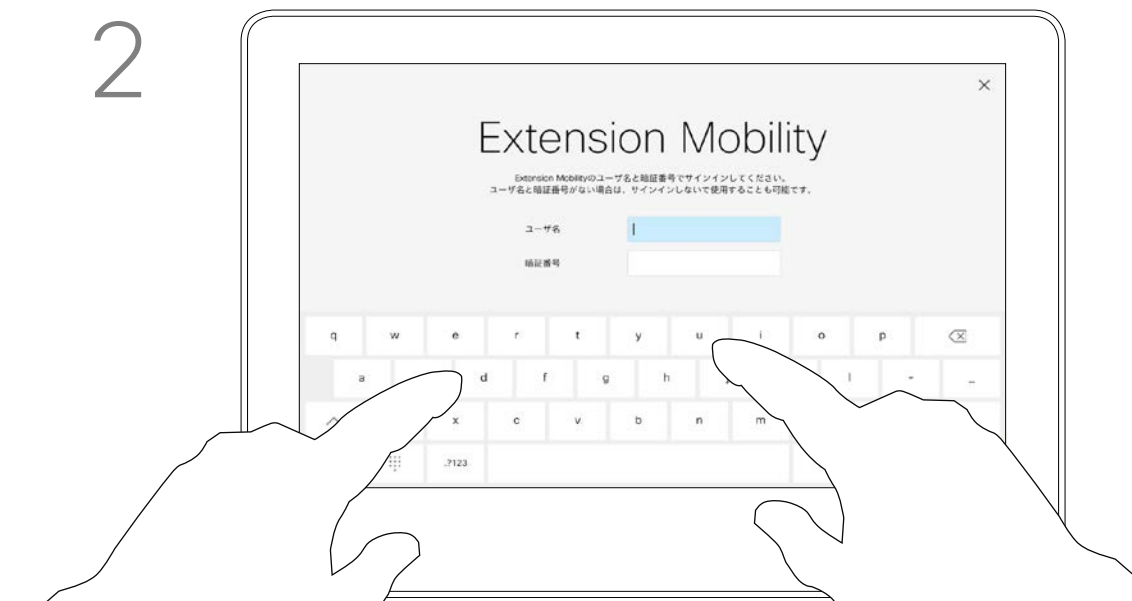 2
Extension Mobility
Extension Mobilityのユーザ名と暗証番号でサインインしてください。
ユーザ名と暗証番号がない場合は、サインインしないで使用することも可能です。
ユーザ名
暗証番号
q w e r t y u i o p
a d f g h l - _
x c v b n m
.?123